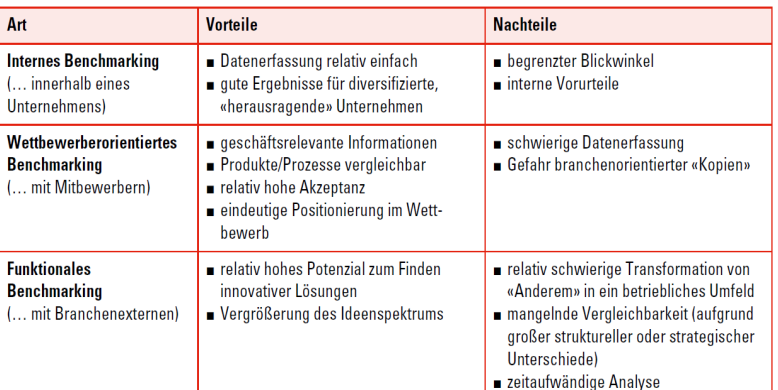 Art
Vorteile
Nachteile
Internes Benchmarking
(… innerhalb eines
Unternehmens)
■ Datenerfassung relativ einfach
■ gute Ergebnisse für diversifizierte,
«herausragende» Unternehmen
■ begrenzter Blickwinkel
■ interne Vorurteile
Wettbewerberorientiertes
Benchmarking
(… mit Mitbewerbern)
■ geschäftsrelevante Informationen
■ Produkte/Prozesse vergleichbar
■ relativ hohe Akzeptanz
■ eindeutige Positionierung im Wett-
bewerb
■ schwierige Datenerfassung
■ Gefahr branchenorientierter «Kopien»
Funktionales
Benchmarking
(… mit Branchenexternen)
■ relativ hohes Potenzial zum Finden
innovativer Lösungen
■ Vergrößerung des Ideenspektrums
■ relativ schwierige Transformation von
«Anderem» in ein betriebliches Umfeld
■ mangelnde Vergleichbarkeit (aufgrund
großer struktureller oder strategischer
Unterschiede)
■ zeitaufwändige Analyse